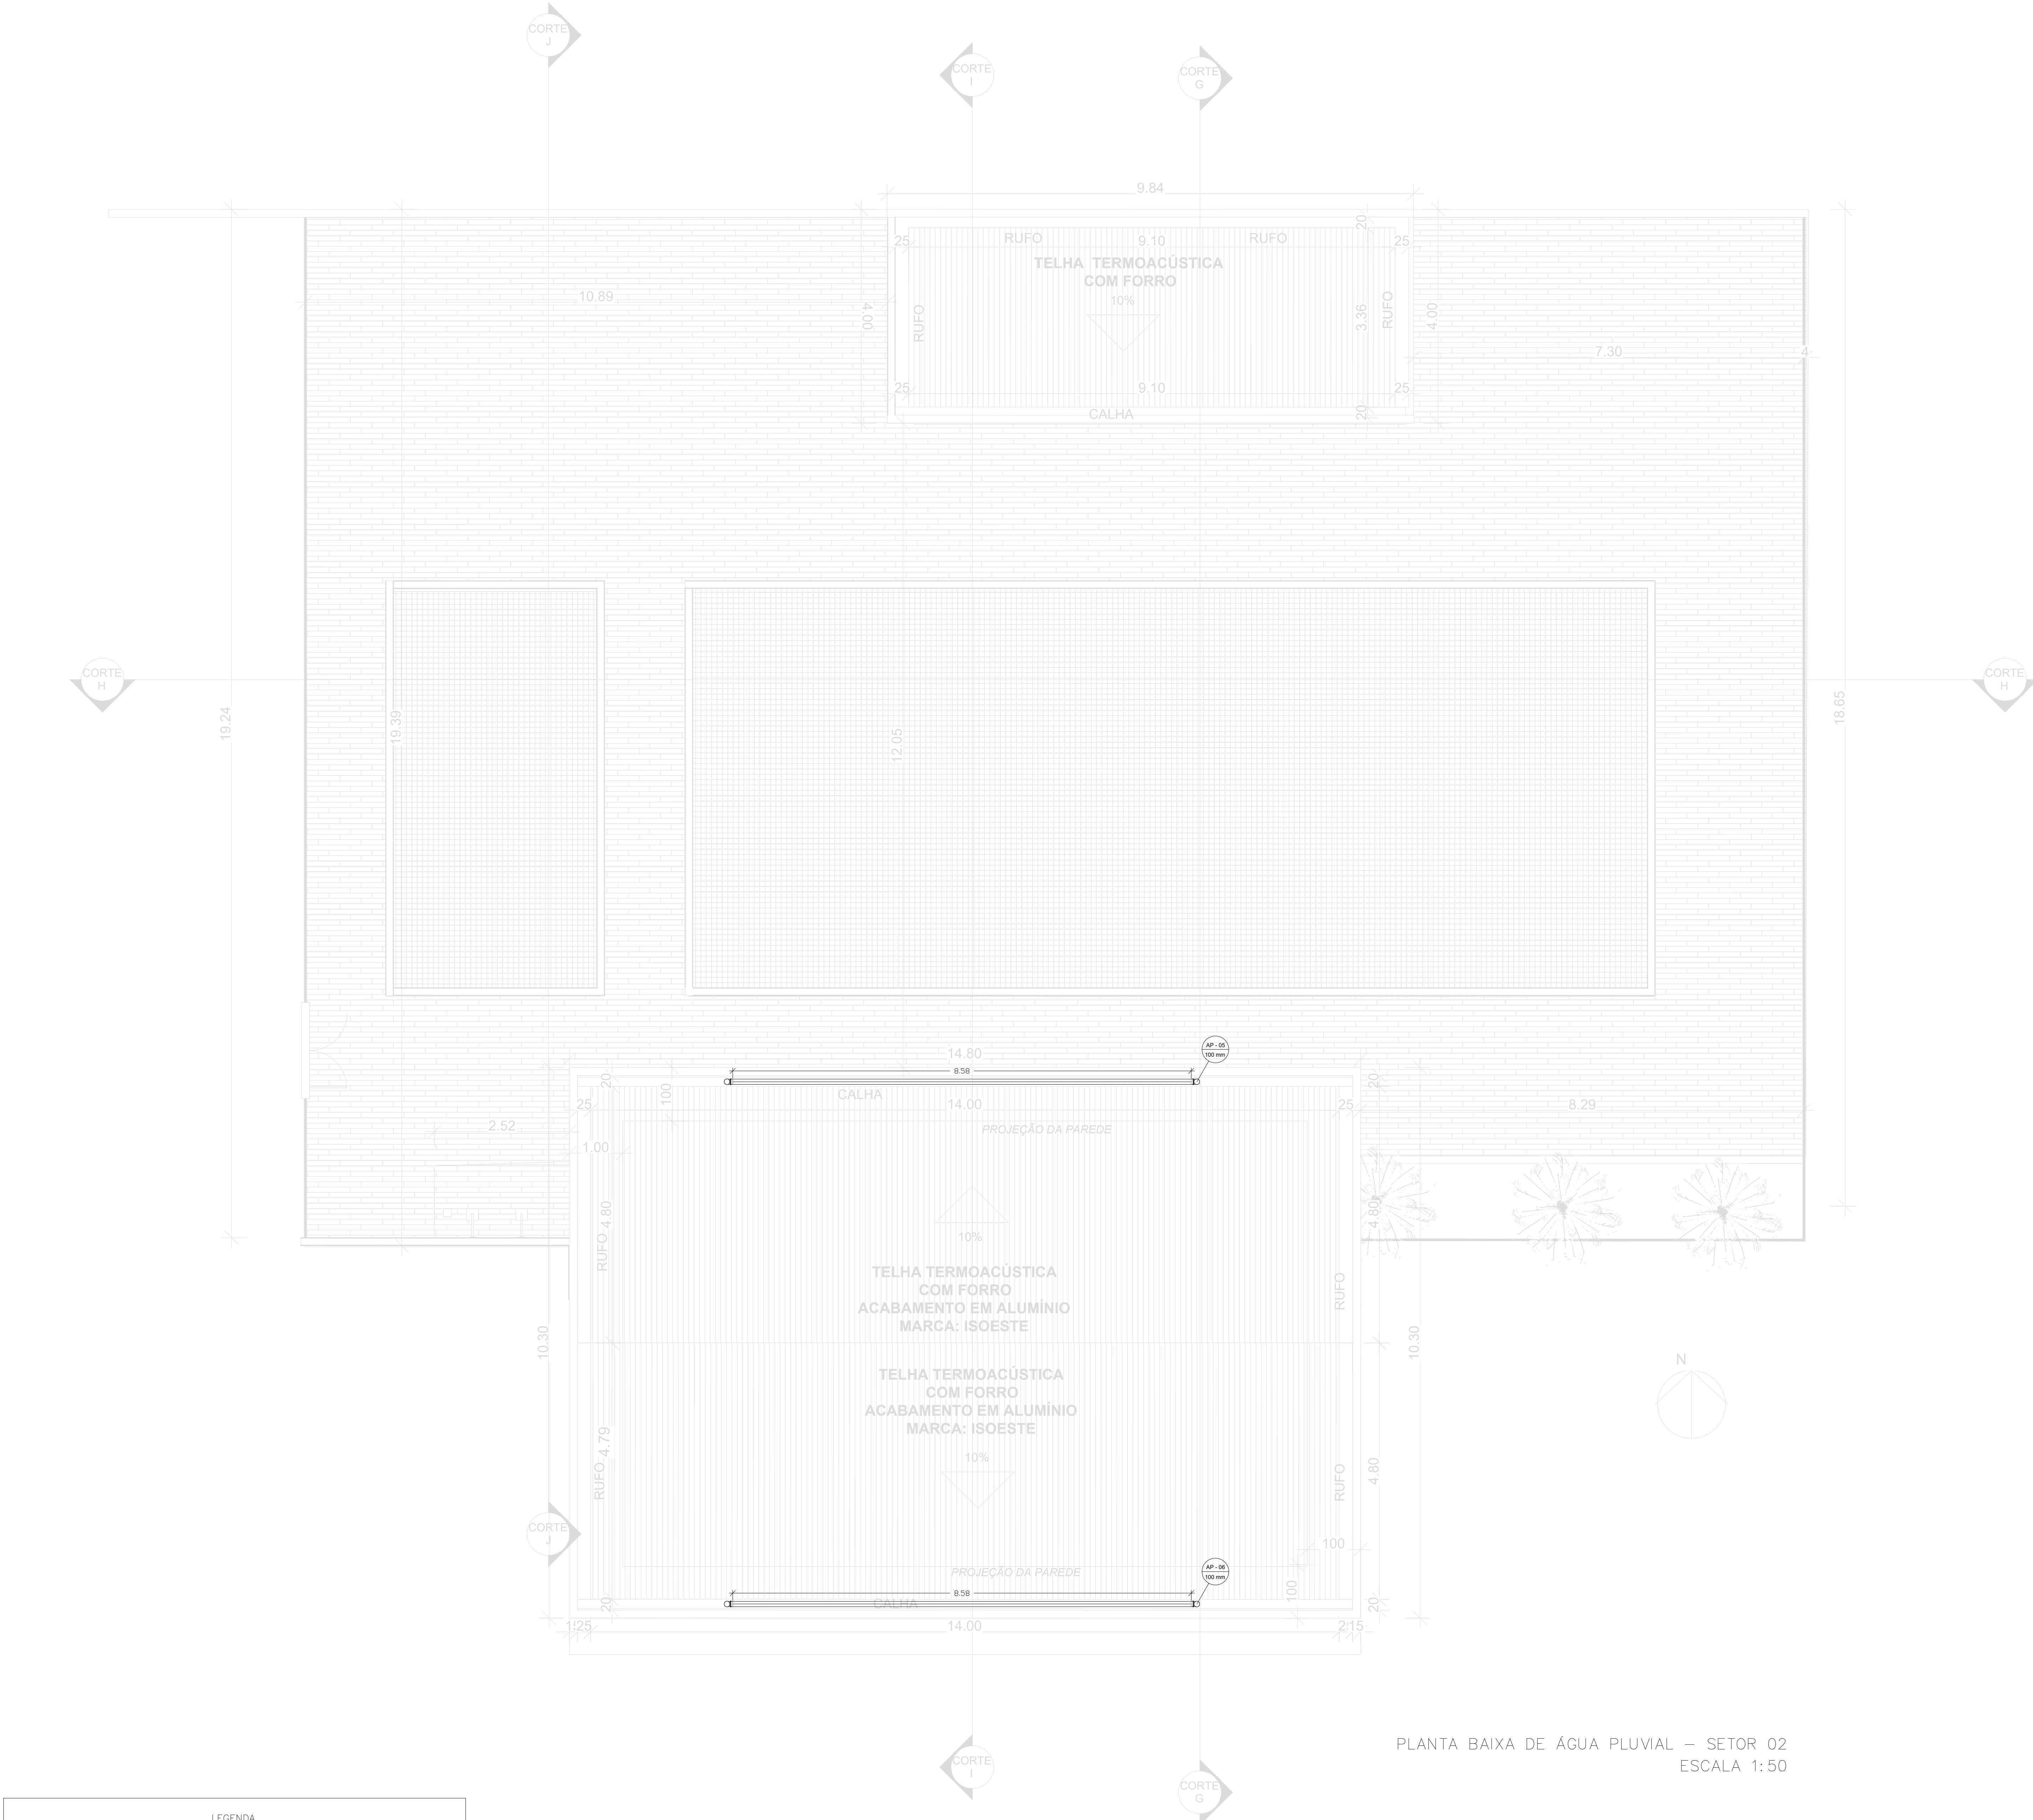 CORTE
J
CORTE
I
CORTE
G
9.84
20
25
RUFO
9.10
RUFO
25
TELHA TERMOACÚSTICA
COM FORRO
10%
10.89
4.00
RUFO
3.36
RUFO
4.00
7.30
4
25
9.10
25
CALHA
20
CORTE
H
CORTE
H
19.24
19.39
12.05
18.65
AP - 05
100 mm
14.80
8.58
20
100
CALHA
20
25
14.00
25
8.29
2.52
PROJEÇÃO DA PAREDE
1.00
4.80
4.80
RUFO
10%
TELHA TERMOACÚSTICA
COM FORRO
ACABAMENTO EM ALUMÍNIO
MARCA: ISOESTE
RUFO
10.30
10.30
N
TELHA TERMOACÚSTICA
COM FORRO
ACABAMENTO EM ALUMÍNIO
MARCA: ISOESTE
4.79
10%
4.80
RUFO
RUFO
CORTE
J
100
PROJEÇÃO DA PAREDE
AP - 06
100 mm
8.58
100
20
CALHA
20
25
14.00
15
PLANTA BAIXA DE ÁGUA PLUVIAL – SETOR 02
ESCALA 1:50
CORTE
I
CORTE
G
LEGENDA